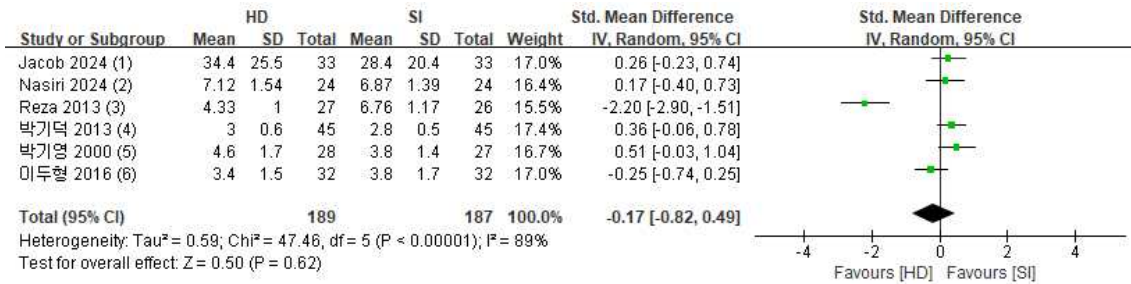 HD SI Std. Mean Difference Std. Mean Difference
Study or Subgroup Mean SD Total Mean SD Total Weight IV, Random, 95% CI IV, Random, 95% CI
Jacob 2024 (1) 34.4 25.5 33 28.4 20.4 33 17.0% 0.26 [-0.23, 0.74]
Nasiri 2024 (2) 7.12 1.54 24 6.87 1.39 24 16.4% 0.17 [-0.40, 0.73]
Reza 2013 (3) 4.33 1 27 6.76 1.17 26 15.5% -2.20 [-2.90, -1.51]
박기덕 2013 (4) 3 0.6 45 2.8 0.5 45 17.4% 0.36 [-0.06, 0.78]
박기영 2000 (5) 4.6 1.7 28 3.8 1.4 27 16.7% 0.51 [-0.03, 1.04]
이두형 2016 (6) 3.4 1.5 32 3.8 1.7 32 17.0% -0.25 [-0.74, 0.25]
Total (95% CI) 189 187 100.0% -0.17 [-0.82, 0.49]
Heterogeneity: Tau² = 0.59; Chi² = 47.46, df = 5 (P < 0.00001); I² = 89%
Test for overall effect: Z = 0.50 (P = 0.62)
-4 -2 0 2 4
Favours [HD] Favours [SI]